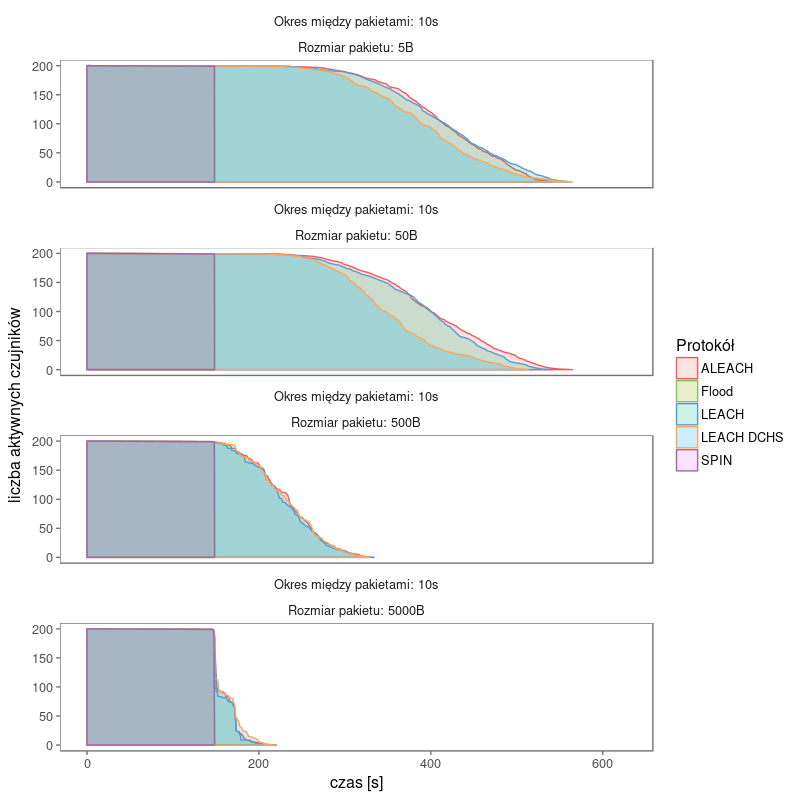 Okres między pakietami: 10s
Rozmiar pakietu: 5B
200
150
100
50
0
Okres między pakietami: 10s
Rozmiar pakietu: 50B
200
150
100
50
0
Okres między pakietami: 10s
Rozmiar pakietu: 500B
200
150
100
50
0
Okres między pakietami: 10s
Rozmiar pakietu: 5000B
200
150
100
50
0
0 200 400 600
czas [s]
liczba aktywnych czujników
Protokół
ALEACH
Flood
LEACH
LEACH DCHS
SPIN